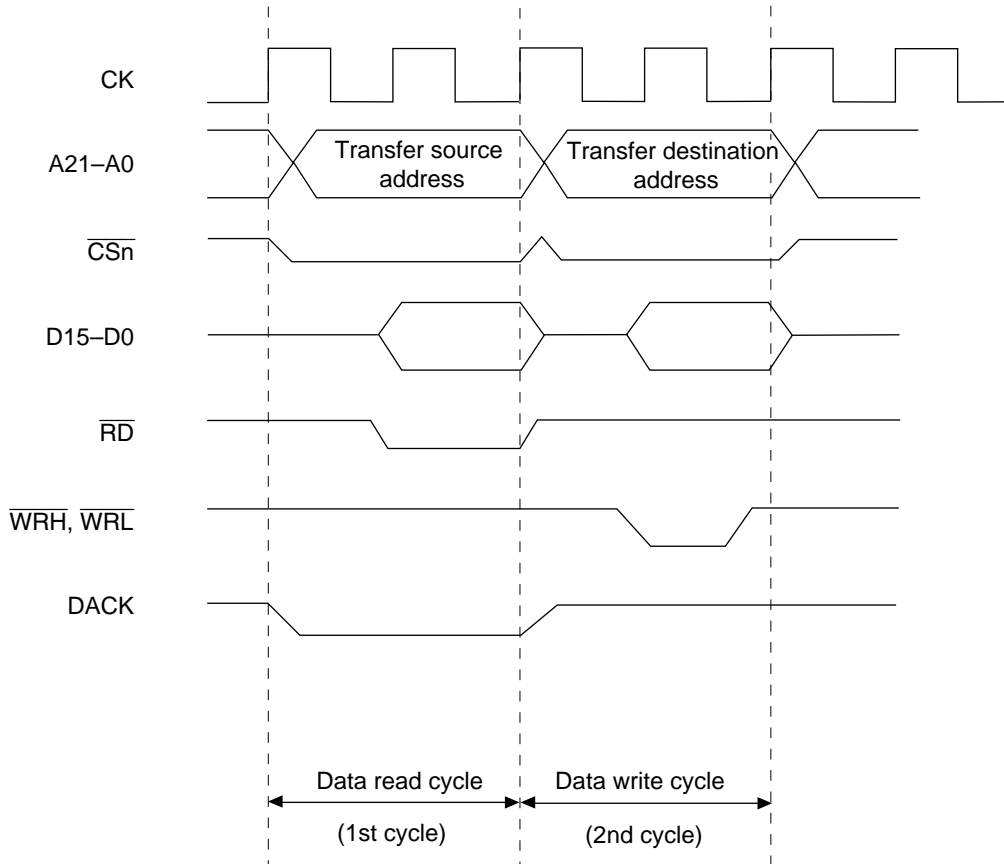 CK
A21–A0
Transfer source
address
Transfer destination
address
CSn
D15–D0
RD
WRH, WRL
DACK
Data read cycle
(1st cycle)
Data write cycle
(2nd cycle)